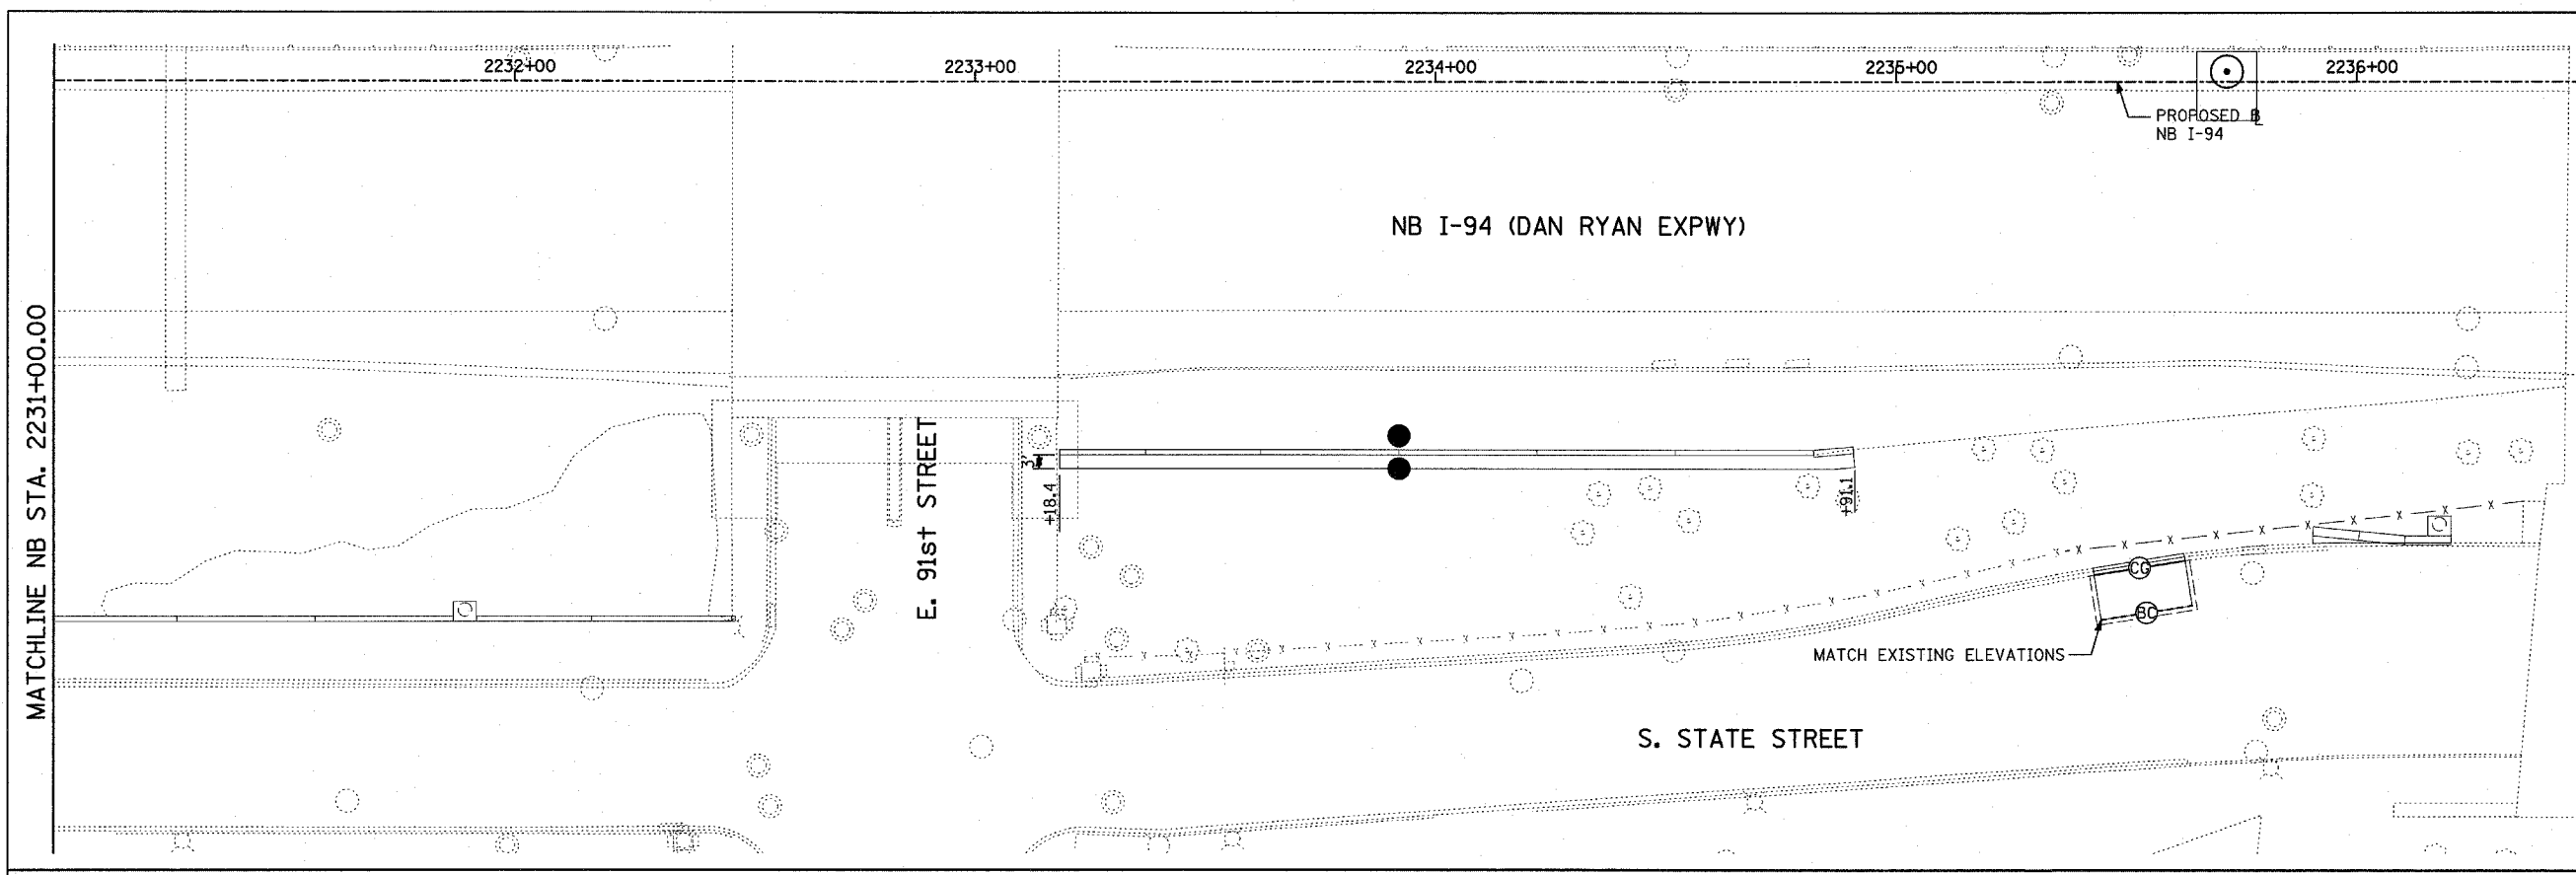 2232+00
2233+00
2234+00
2235+00
2236+00
PROPOSED ℄
NB I-94
NB I-94 (DAN RYAN EXPWY)
MATCHLINE NB STA. 2231+00.00
E. 91st STREET
3'
+18.4
+91.1
CG
BC
MATCH EXISTING ELEVATIONS
S. STATE STREET